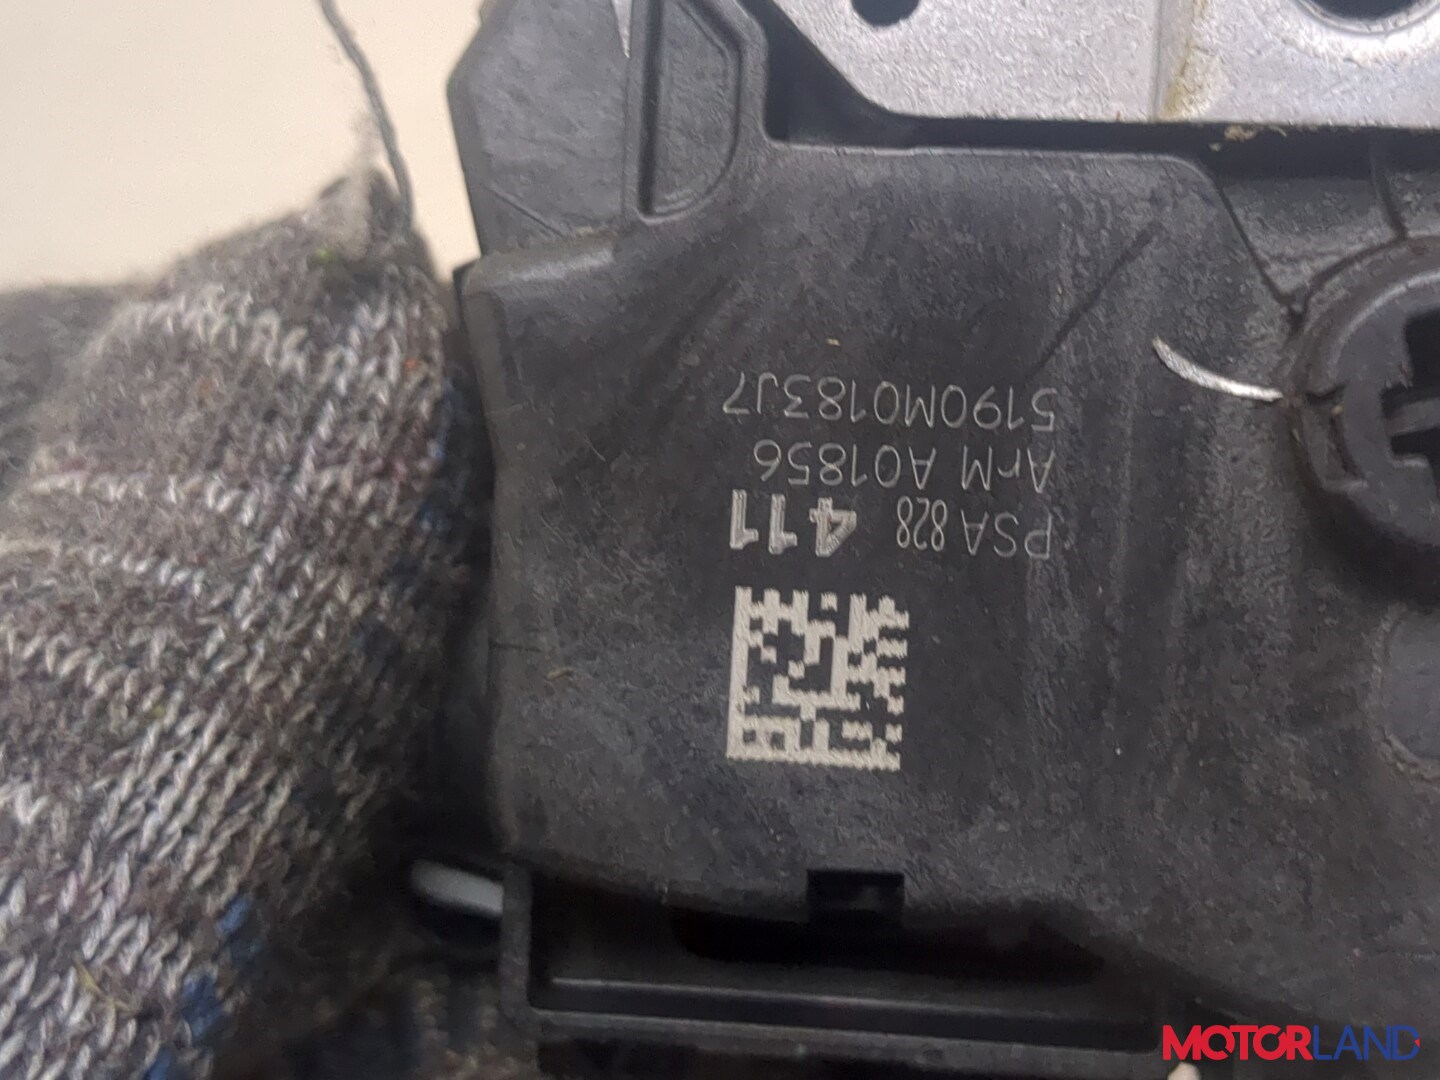 PSA 828 411
ArM A01856
5190M0183J7
MOTORLAND